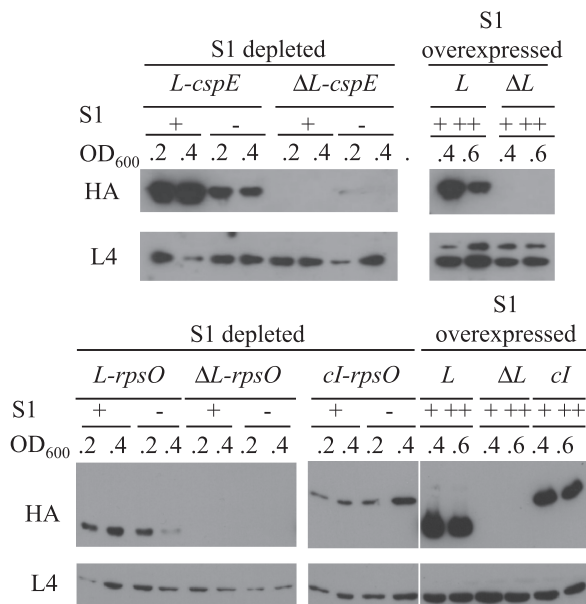 S1 depleted
S1 overexpressed
L-cspE ΔL-cspE L ΔL
S1 + - + - + ++ + ++
OD600 .2 .4 .2 .4 .2 .4 .2 .4 . .4 .6 .4 .6
HA
L4
S1 depleted
S1 overexpressed
L-rpsO ΔL-rpsO cI-rpsO L ΔL cI
S1 + - + - + - + ++ + ++ + ++
OD600 .2 .4 .2 .4 .2 .4 .2 .4 .2 .4 .2 .4 .4 .6 .4 .6 .4 .6
HA
L4